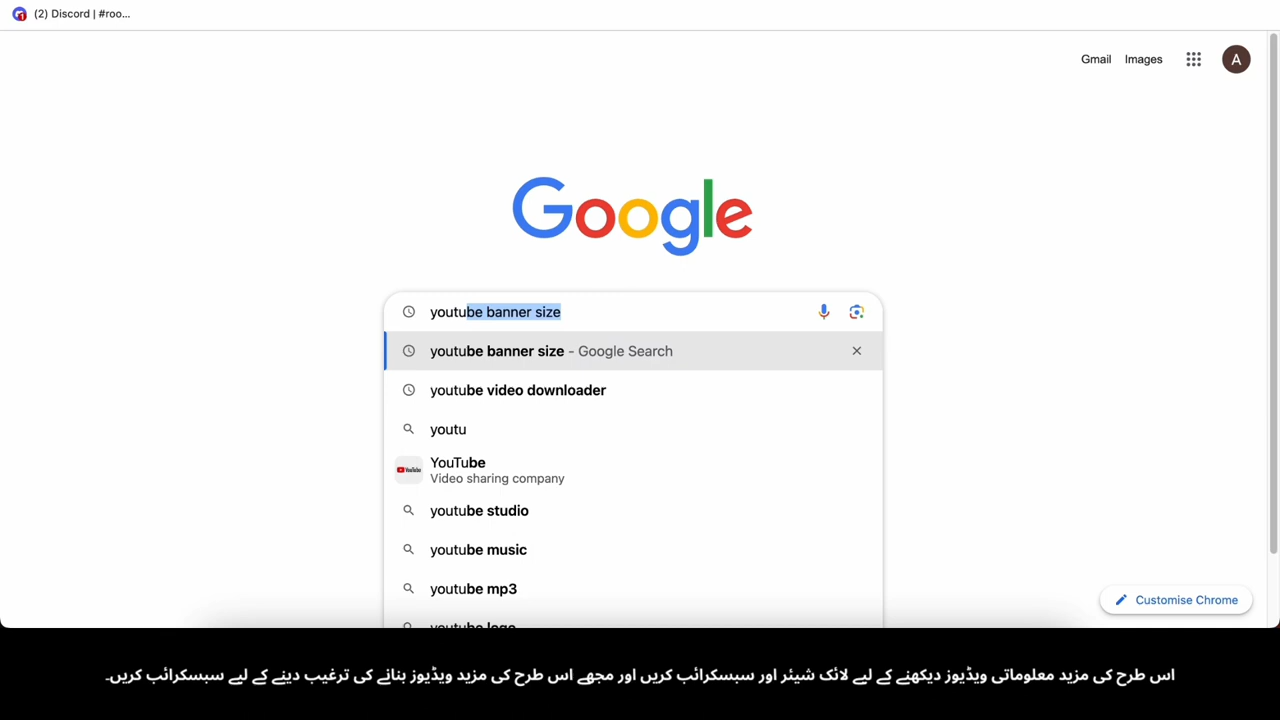 (2) Discord | #roo...
Gmail Images A
Google
youtube banner size
youtube banner size - Google Search
youtube video downloader
youtu
YouTube
YouTube
Video sharing company
youtube studio
youtube music
youtube mp3
youtube logo
Customise Chrome
اس طرح کی مزید معلوماتی ویڈیوز دیکھنے کے لیے لائک شیئر اور سبسکرائب کریں اور مجھے اس طرح کی مزید ویڈیوز بنانے کی ترغیب دینے کے لیے سبسکرائب کریں۔